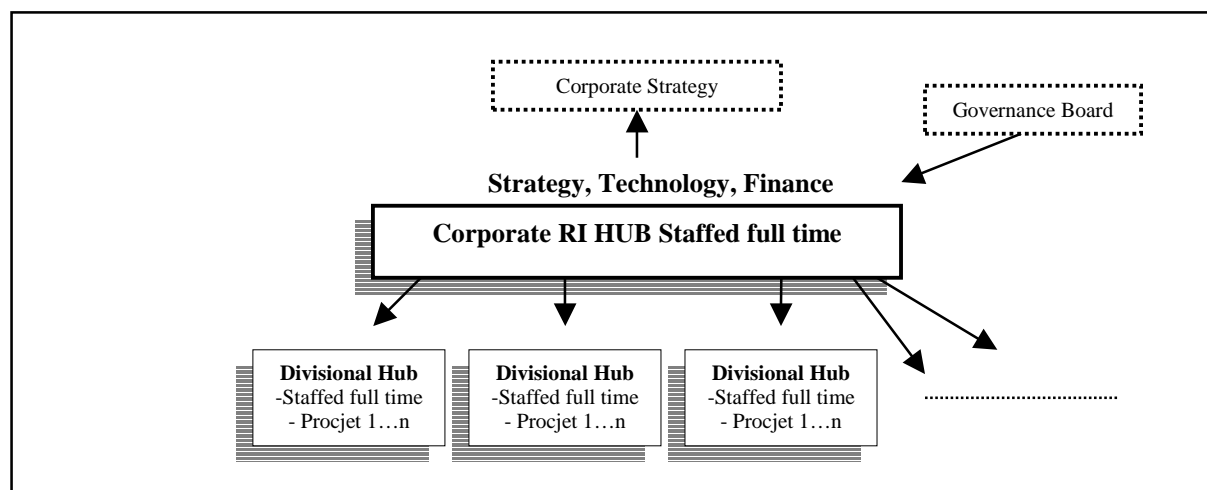 Corporate Strategy
Governance Board
Strategy, Technology, Finance
Corporate RI HUB Staffed full time
Divisional Hub
-Staffed full time
- Procjet 1…n
Divisional Hub
-Staffed full time
- Procjet 1…n
Divisional Hub
-Staffed full time
- Procjet 1…n